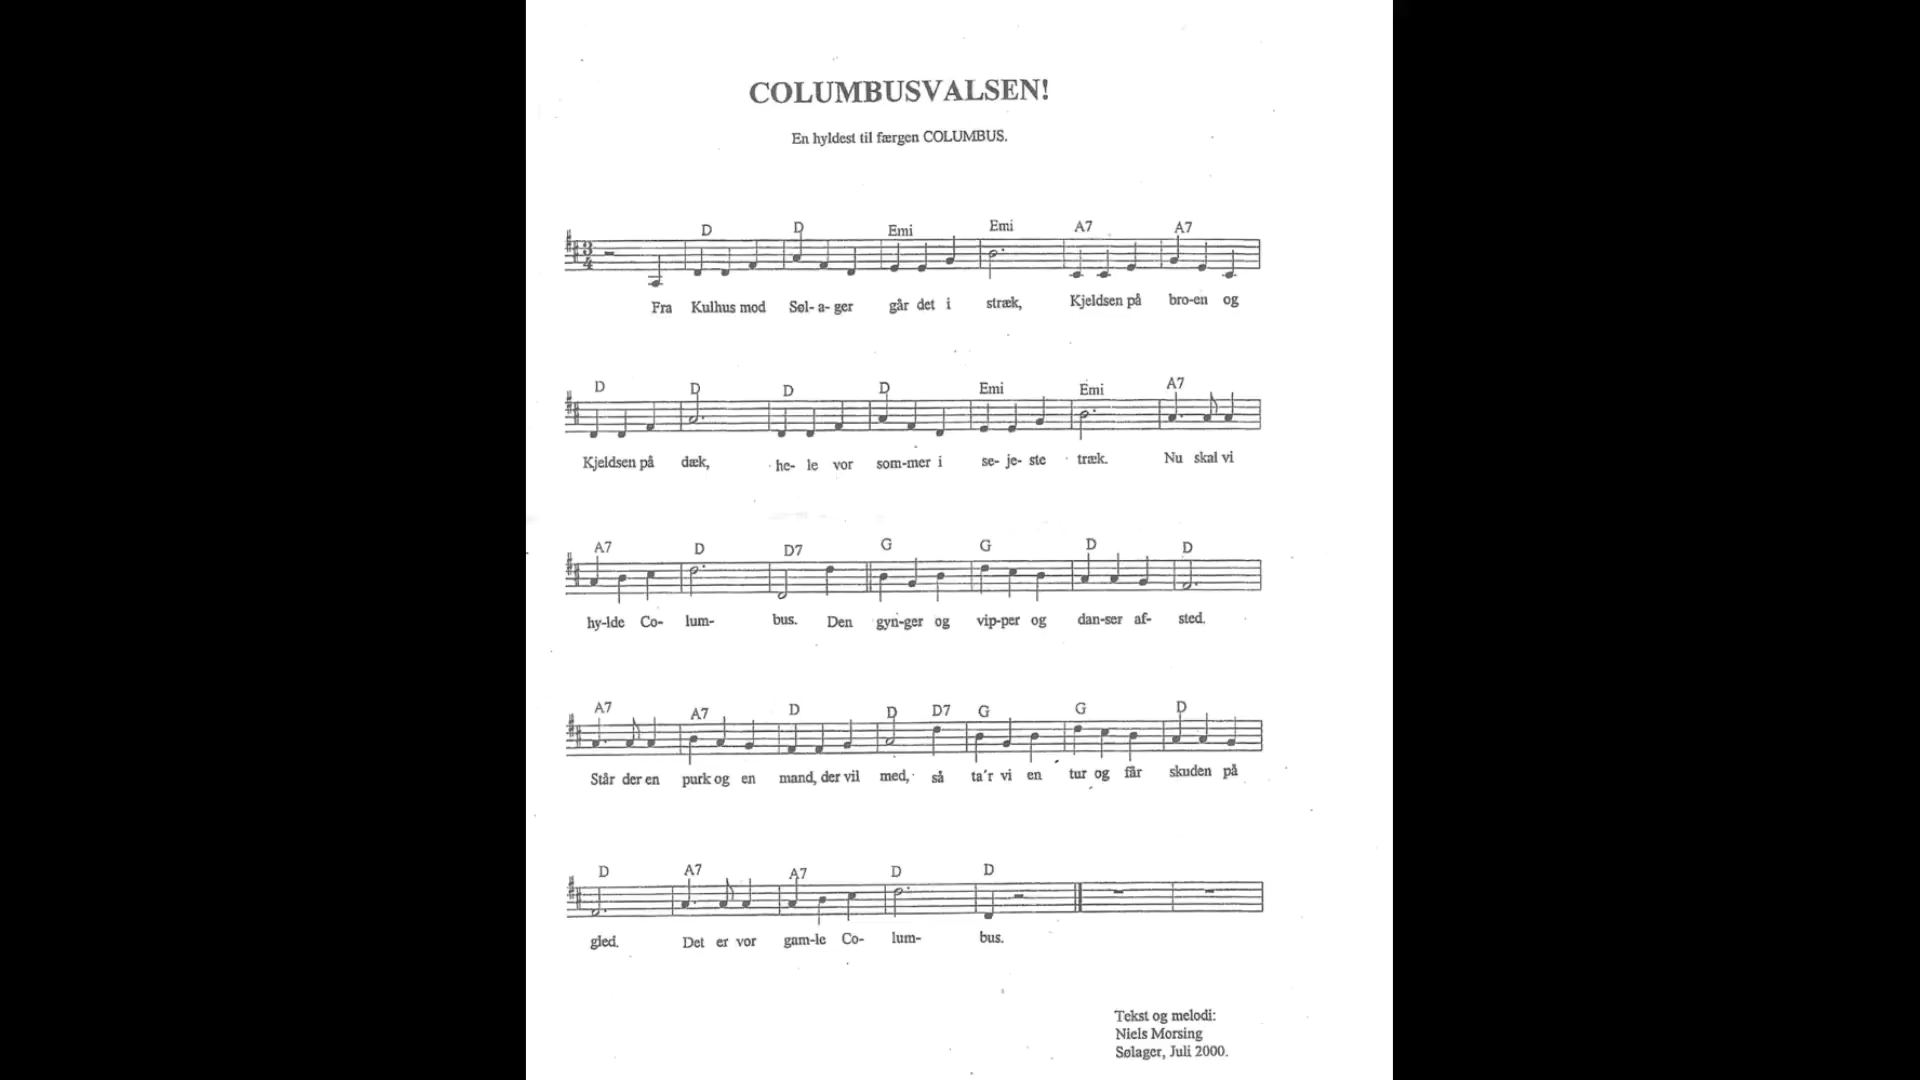 COLUMBUSVALSEN!
En hyldest til færgen COLUMBUS.
D D Emi Emi A7 A7
3 4
Fra Kulhus mod Søl- a- ger går det i stræk, Kjeldsen på bro-en og
D D D D Emi Emi A7
Kjeldsen på dæk, he- le vor som-mer i se- je- ste træk. Nu skal vi
A7 D D7 G G D D
hy-lde Co- lum- bus. Den gyn-ger og vip-per og dan-ser af- sted.
A7 A7 D D D7 G G D
Står der en purk og en mand, der vil med, så ta´r vi en tur og får skuden på
D A7 A7 D D
gled. Det er vor gam-le Co- lum- bus.
Tekst og melodi:
Niels Morsing
Sølager, Juli 2000.